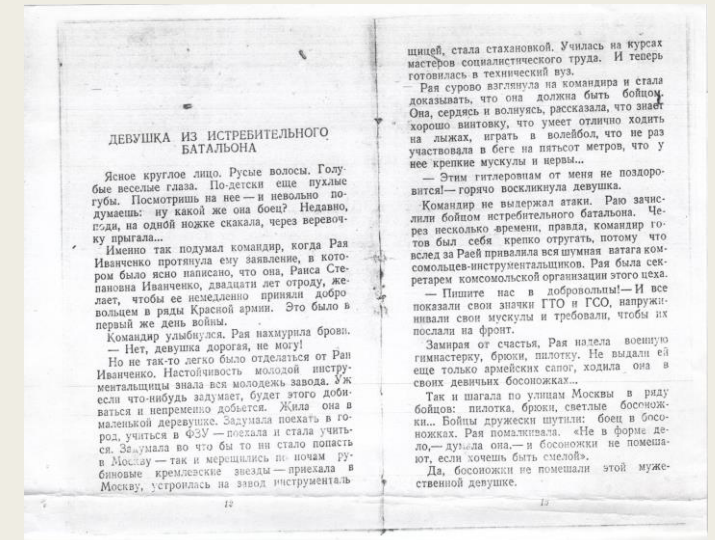 ДЕВУШКА ИЗ ИСТРЕБИТЕЛЬНОГО
БАТАЛЬОНА
Ясное круглое лицо. Русые волосы. Голу-
бые веселые глаза. По-детски еще пухлые
губы. Посмотришь на нее — и невольно по-
думаешь: ну какой же она боец? Недавно,
поди, на одной ножке скакала, через веревоч-
ку прыгала...
Именно так подумал командир, когда Рая
Иванченко протянула ему заявление, в кото-
ром было ясно написано, что она, Раиса Сте-
пановна Иванченко, двадцати лет отроду, же-
лает, чтобы ее немедленно приняли добро
вольцем в ряды Красной армии. Это было в
первый же день войны.
Командир улыбнулся. Рая нахмурила брови.
— Нет, девушка дорогая, не могу!
Но не так-то легко было отделаться от Раи
Иванченко. Настойчивость молодой инстру-
ментальщицы знала вся молодежь завода. Уж
если что-нибудь задумает, будет этого доби-
ваться и непременно добьется. Жила она в
маленькой деревушке. Задумала поехать в го-
род, учиться в ФЗУ — поехала и стала учить-
ся. Задумала во что бы то ни стало попасть
в Москву — так и мерещились по ночам ру-
биновые кремлевские звезды — приехала в
Москву, устроилась на завод инструменталь
12
щицей, стала стахановкой. Училась на курсах
мастеров социалистического труда. И теперь
готовилась в технический вуз.
Рая сурово взглянула на командира и стала
доказывать, что она должна быть бойцом.
Она, сердясь и волнуясь, рассказала, что знает
хорошо винтовку, что умеет отлично ходить
на лыжах, играть в волейбол, что не раз
участвовала в беге на пятьсот метров, что у
нее крепкие мускулы и нервы...
— Этим гитлеровцам от меня не поздоро-
вится!— горячо воскликнула девушка.
Командир не выдержал атаки. Раю зачис-
лили бойцом истребительного батальона. Че-
рез несколько времени, правда, командир го-
тов был себя крепко отругать, потому что
вслед за Раей привалила вся шумная ватага ком-
сомольцев-инструментальщиков. Рая была сек-
ретарем комсомольской организации этого цеха.
— Пишите нас в добровольцы!— И все
показали свои значки ГТО и ГСО, напружи-
нивали свои мускулы и требовали, чтобы их
послали на фронт.
Замирая от счастья, Рая надела военную
гимнастерку, брюки, пилотку. Не выдали ей
еще только армейских сапог, ходила она в
своих девичьих босоножках...
Так и шагала по улицам Москвы в ряду
бойцов: пилотка, брюки, светлые босонож-
ки... Бойцы дружески шутили: боец в босо-
ножках. Рая помалкивала. «Не в форме де-
ло,— думала она,— и босоножки не помеша-
ют, если хочешь быть смелой».
Да, босоножки не помешали этой муже-
ственной девушке.
13